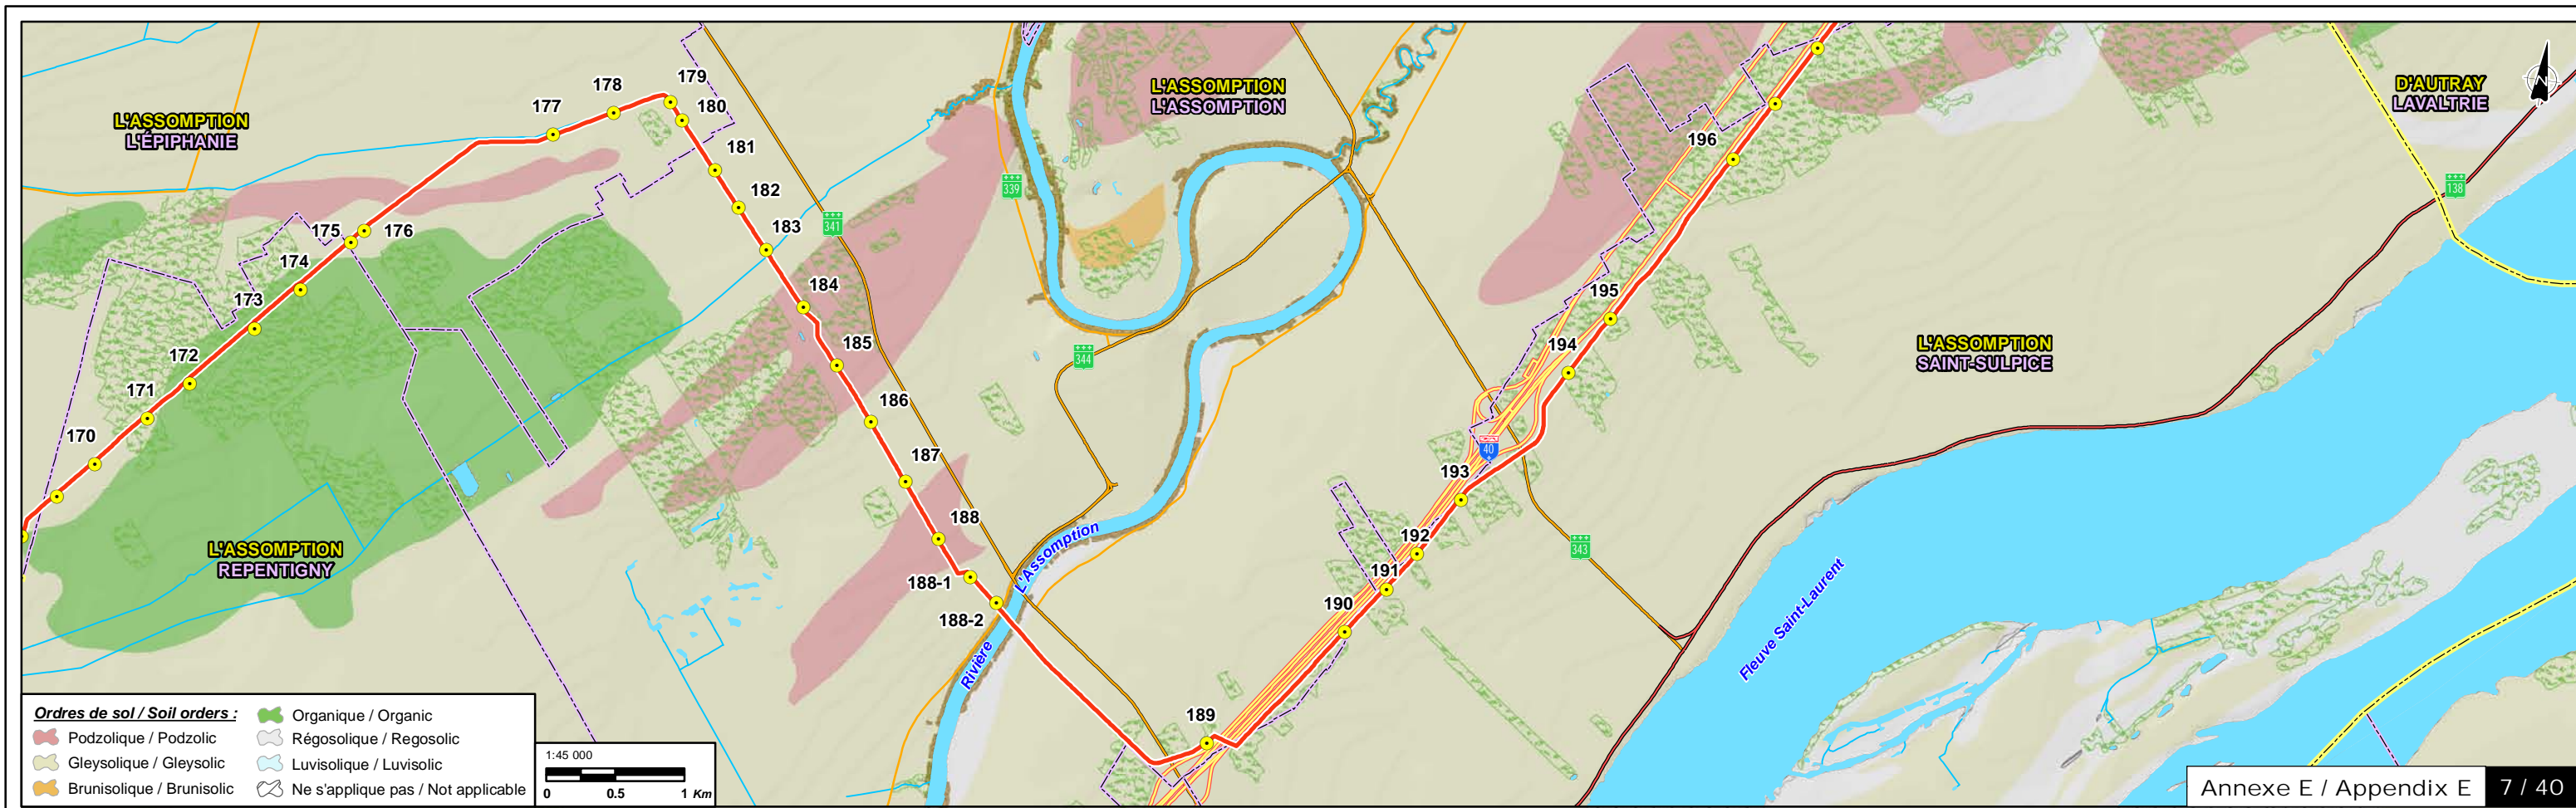 L'ASSOMPTION
L'ÉPIPHANIE
177
178
179
180
181
182
183
341
184
185
186
187
188
188-1
188-2
175
176
174
173
172
171
170
L'ASSOMPTION
REPENTIGNY
L'ASSOMPTION
L'ASSOMPTION
339
344
Rivière
L'Assomption
189
190
191
192
193
40
194
195
196
343
L'ASSOMPTION
SAINT-SULPICE
D'AUTRAY
LAVALTRIE
N
138
Fleuve Saint-Laurent
Ordres de sol / Soil orders :
Podzolique / Podzolic
Gleysolique / Gleysolic
Brunisolique / Brunisolic
Organique / Organic
Régosolique / Regosolic
Luvisolique / Luvisolic
Ne s'applique pas / Not applicable
1:45 000
0 0.5 1 Km
Annexe E / Appendix E 7 / 40